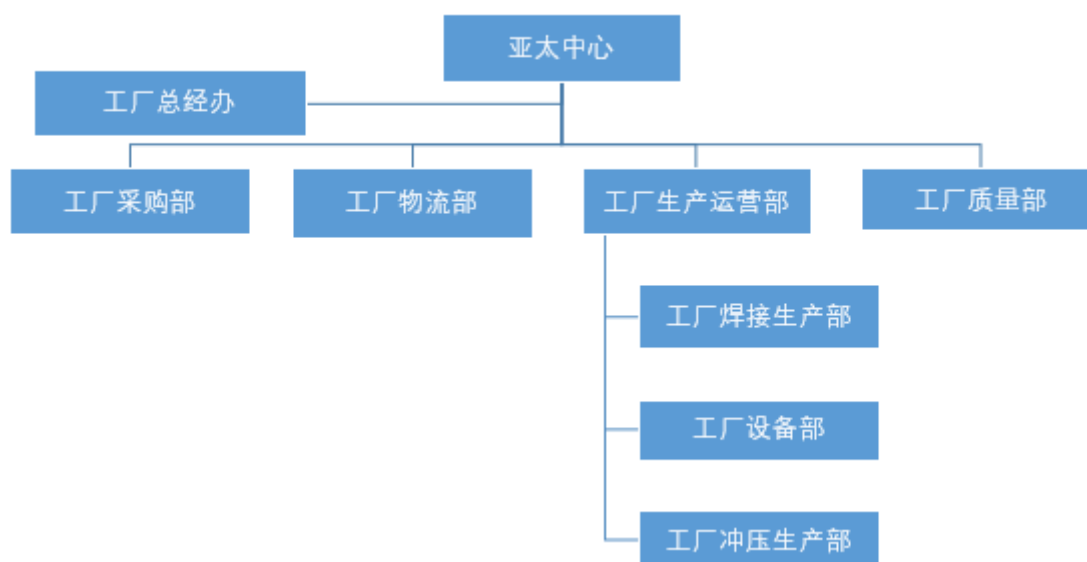 亚太中心
工厂总经办
工厂采购部
工厂物流部
工厂生产运营部
工厂质量部
工厂焊接生产部
工厂设备部
工厂冲压生产部